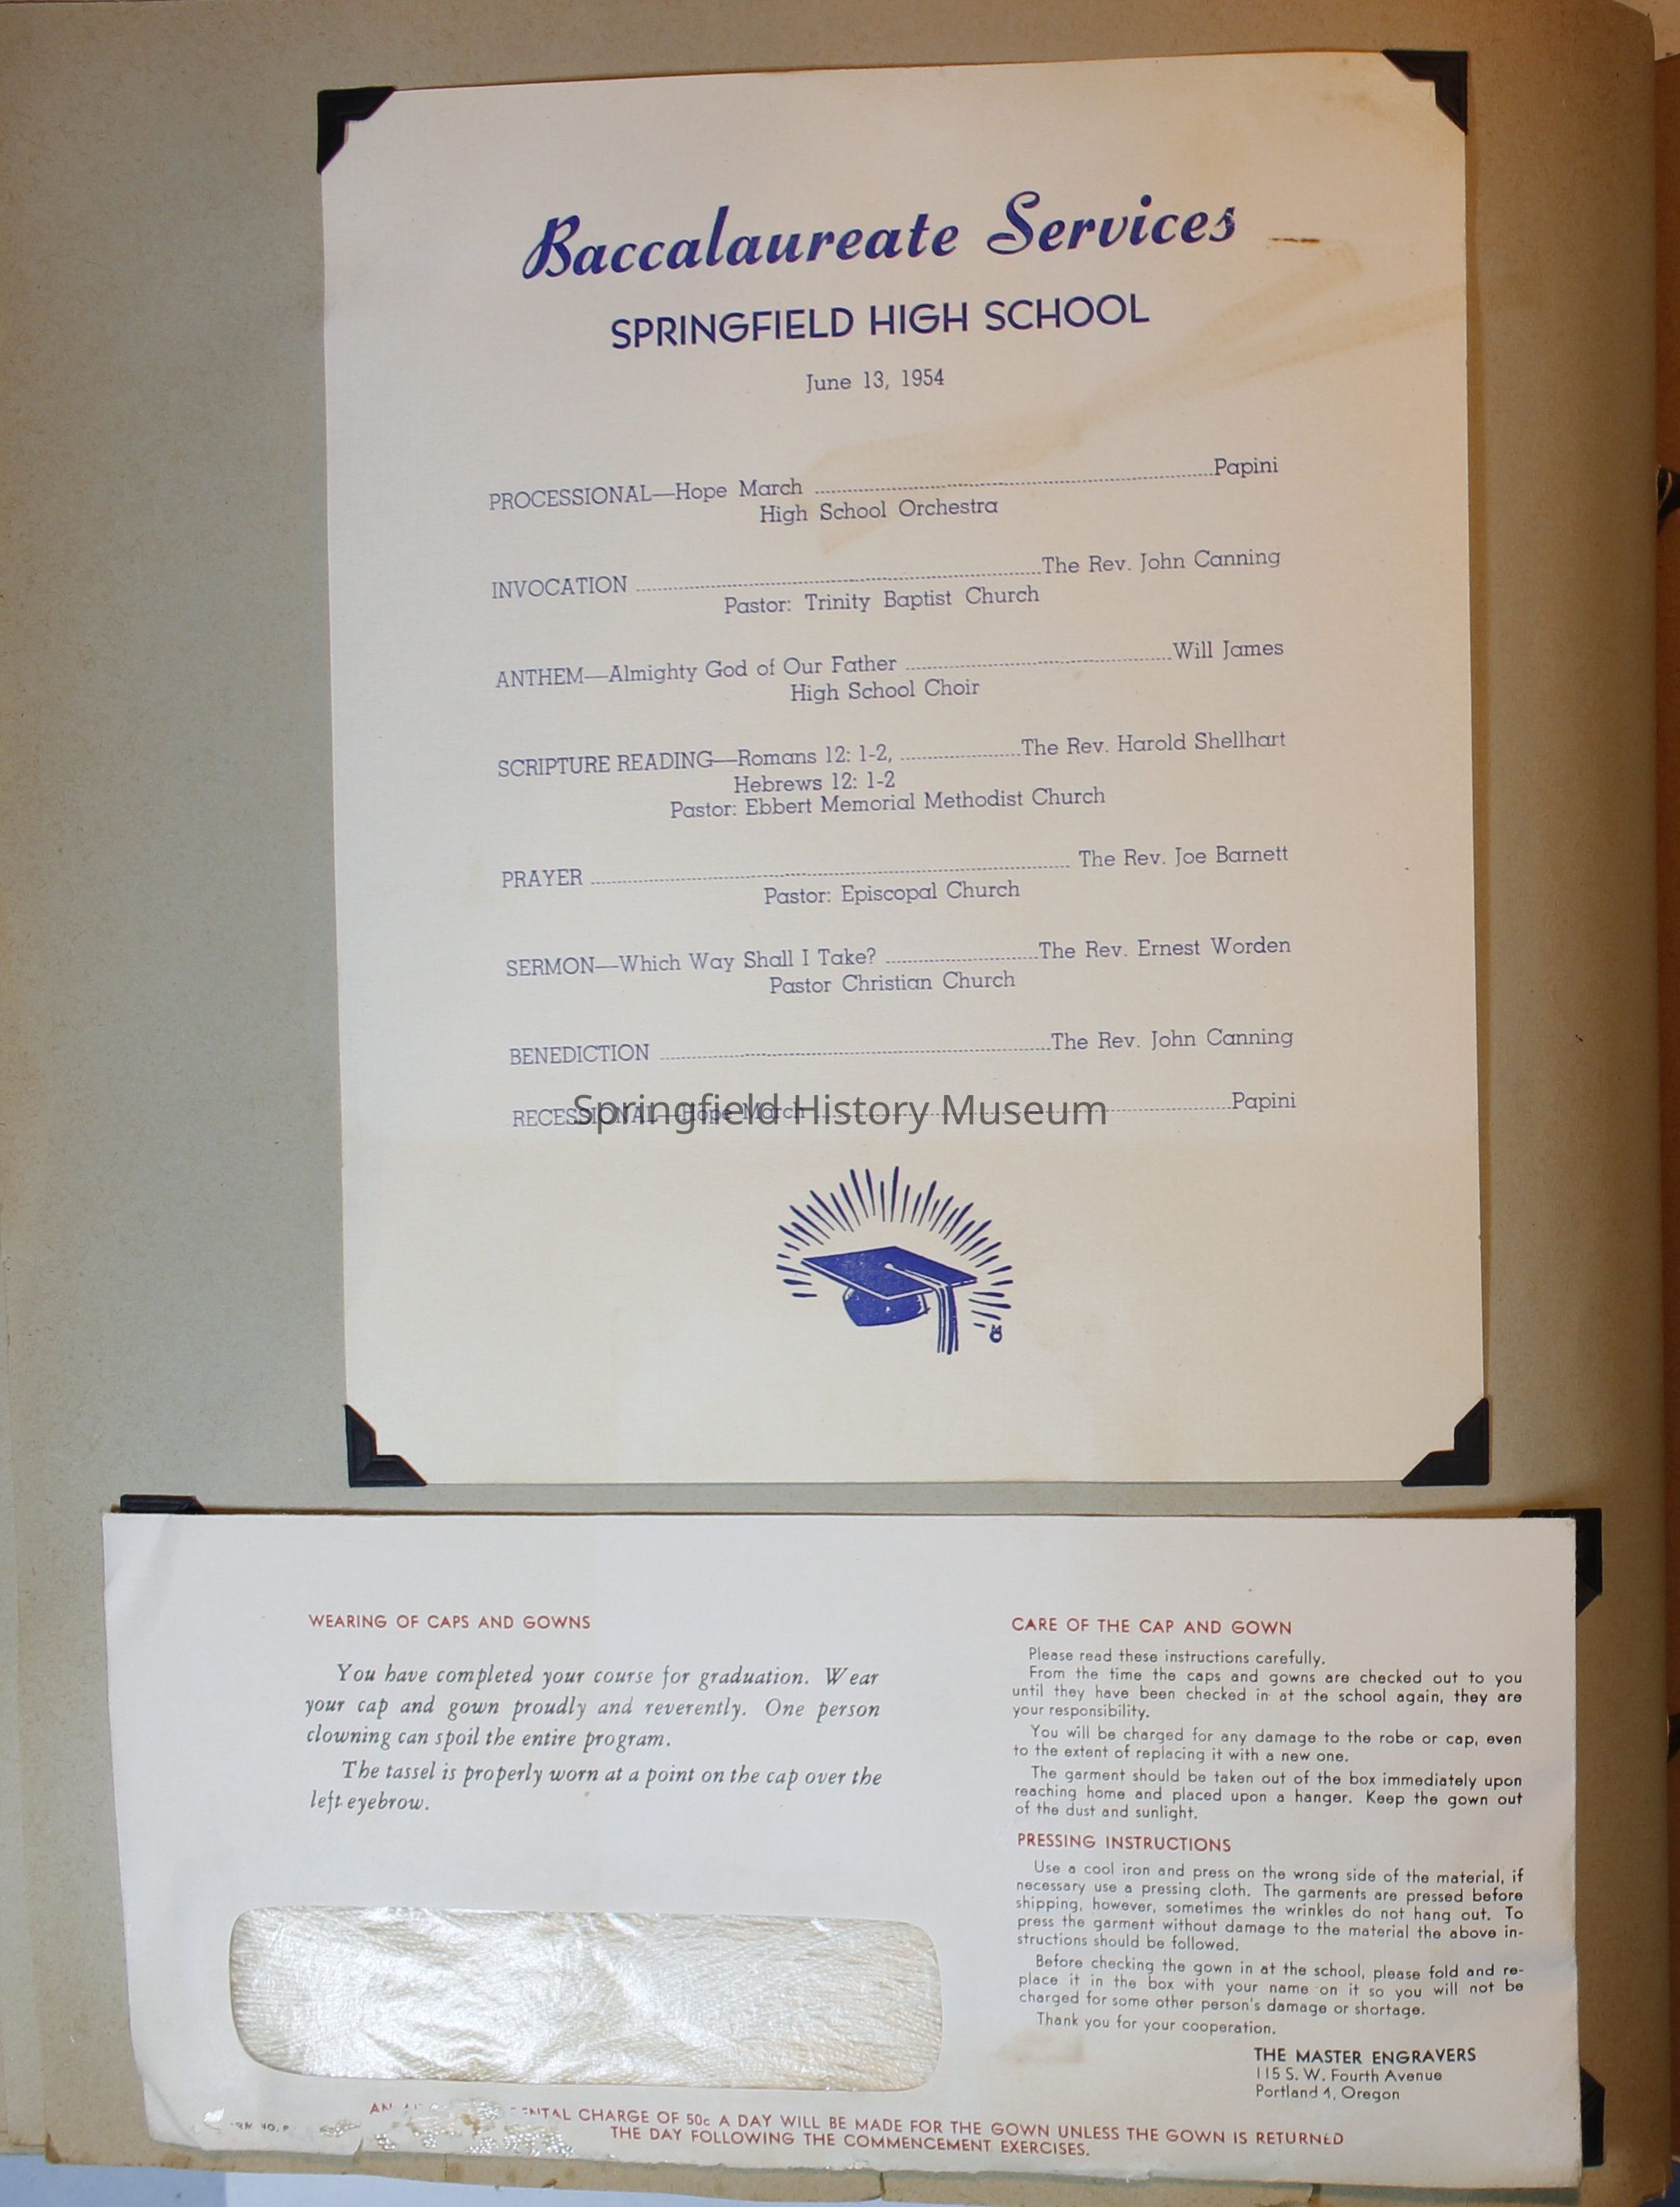 Baccalaureate Services
SPRINGFIELD HIGH SCHOOL
June 13, 1954
PROCESSIONAL—Hope March ........ Papini
High School Orchestra
INVOCATION ........ The Rev. John Canning
Pastor: Trinity Baptist Church
ANTHEM—Almighty God of Our Father ........ Will James
High School Choir
SCRIPTURE READING—Romans 12: 1-2, ........ The Rev. Harold Shellhart
Hebrews 12: 1-2
Pastor: Ebbert Memorial Methodist Church
PRAYER ........ The Rev. Joe Barnett
Pastor: Episcopal Church
SERMON—Which Way Shall I Take? ........ The Rev. Ernest Worden
Pastor Christian Church
BENEDICTION ........ The Rev. John Canning
RECESSIONAL—Hope March ........ Papini
Springfield History Museum
WEARING OF CAPS AND GOWNS
You have completed your course for graduation. Wear
your cap and gown proudly and reverently. One person
clowning can spoil the entire program.
The tassel is properly worn at a point on the cap over the
left eyebrow.
CARE OF THE CAP AND GOWN
Please read these instructions carefully.
From the time the caps and gowns are checked out to you
until they have been checked in at the school again, they are
your responsibility.
You will be charged for any damage to the robe or cap, even
to the extent of replacing it with a new one.
The garment should be taken out of the box immediately upon
reaching home and placed upon a hanger. Keep the gown out
of the dust and sunlight.
PRESSING INSTRUCTIONS
Use a cool iron and press on the wrong side of the material, if
necessary use a pressing cloth. The garments are pressed before
shipping, however, sometimes the wrinkles do not hang out. To
press the garment without damage to the material the above in-
structions should be followed.
Before checking the gown in at the school, please fold and re-
place it in the box with your name on it so you will not be
charged for some other person's damage or shortage.
Thank you for your cooperation.
THE MASTER ENGRAVERS
115 S. W. Fourth Avenue
Portland 4, Oregon
CHARGE OF 50c A DAY WILL BE MADE FOR THE GOWN UNLESS THE GOWN IS RETURNED
THE DAY FOLLOWING THE COMMENCEMENT EXERCISES.